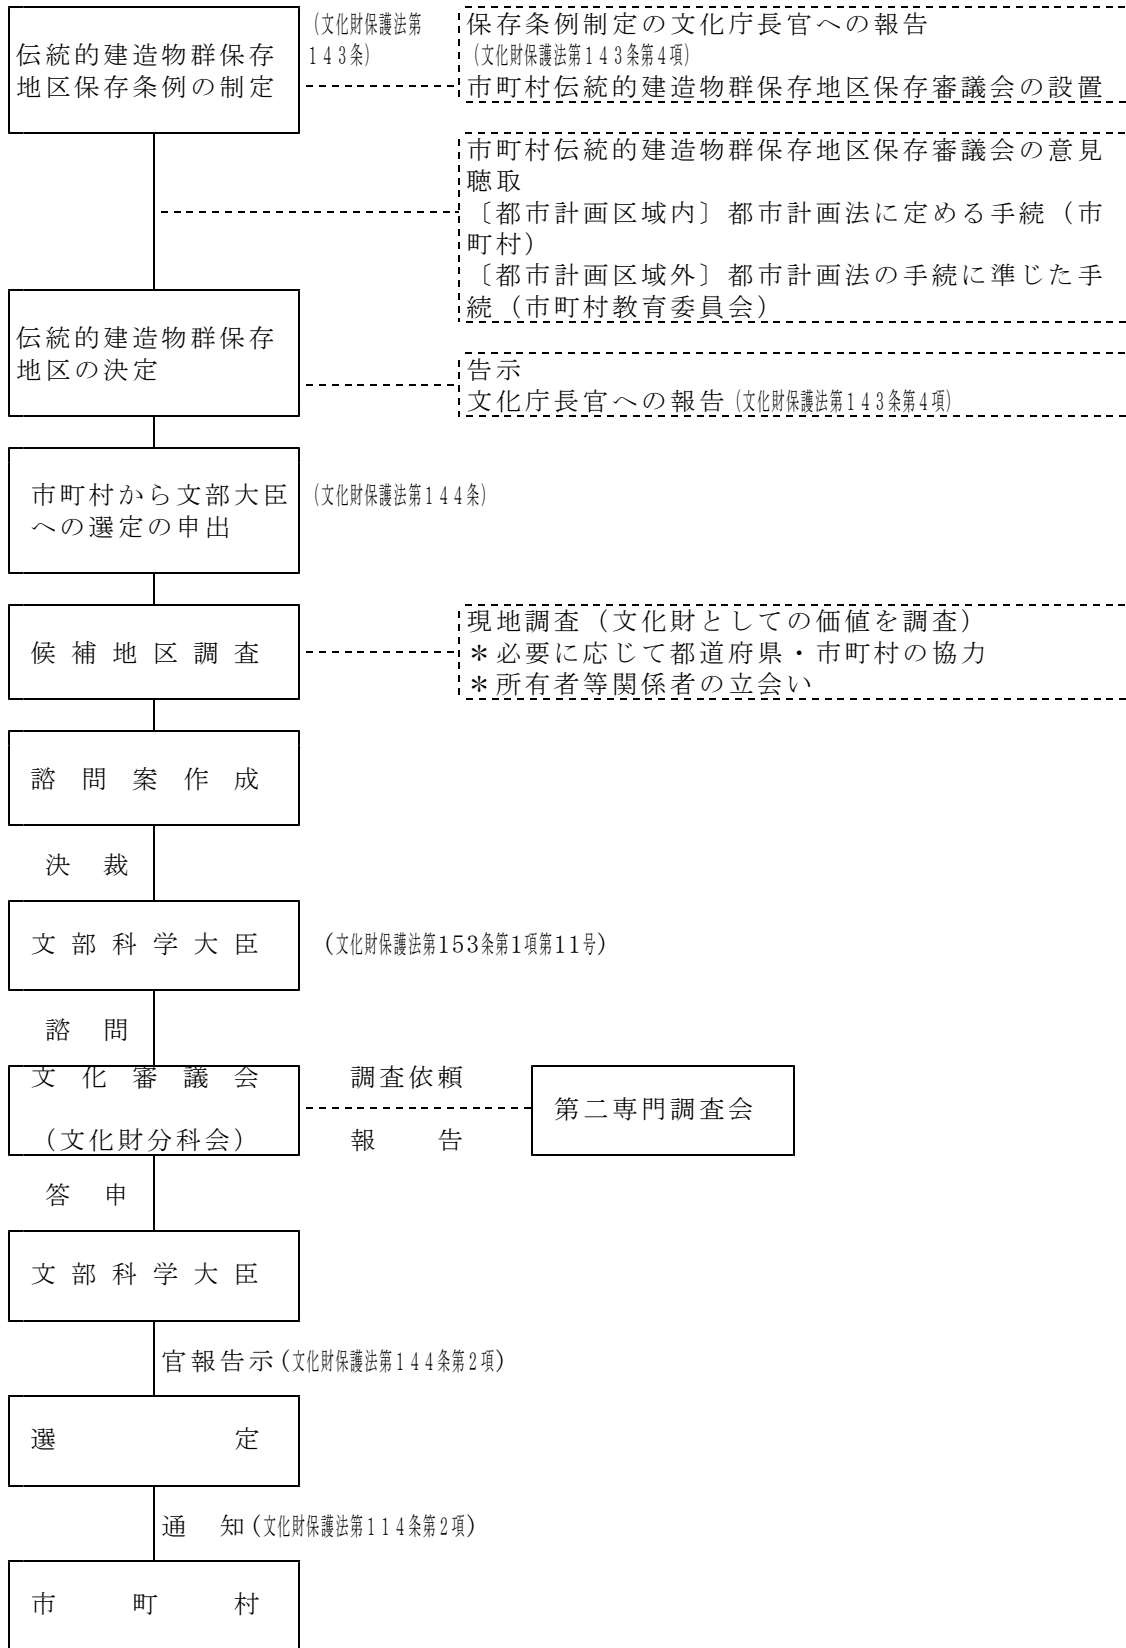 伝統的建造物群保存
地区保存条例の制定
(文化財保護法第
143条)
保存条例制定の文化庁長官への報告
(文化財保護法第143条第4項)
市町村伝統的建造物群保存地区保存審議会の設置
市町村伝統的建造物群保存地区保存審議会の意見
聴取
〔都市計画区域内〕都市計画法に定める手続（市
町村）
〔都市計画区域外〕都市計画法の手続に準じた手
続（市町村教育委員会）
伝統的建造物群保存
地区の決定
告示
文化庁長官への報告(文化財保護法第143条第4項)
市町村から文部大臣
への選定の申出
(文化財保護法第144条)
候補地区調査
現地調査（文化財としての価値を調査）
＊必要に応じて都道府県・市町村の協力
＊所有者等関係者の立会い
諮問案作成
決裁
文部科学大臣
(文化財保護法第153条第1項第11号)
諮問
文化審議会
(文化財分科会)
調査依頼
報告
第二専門調査会
答申
文部科学大臣
官報告示(文化財保護法第144条第2項)
選定
通知(文化財保護法第114条第2項)
市町村